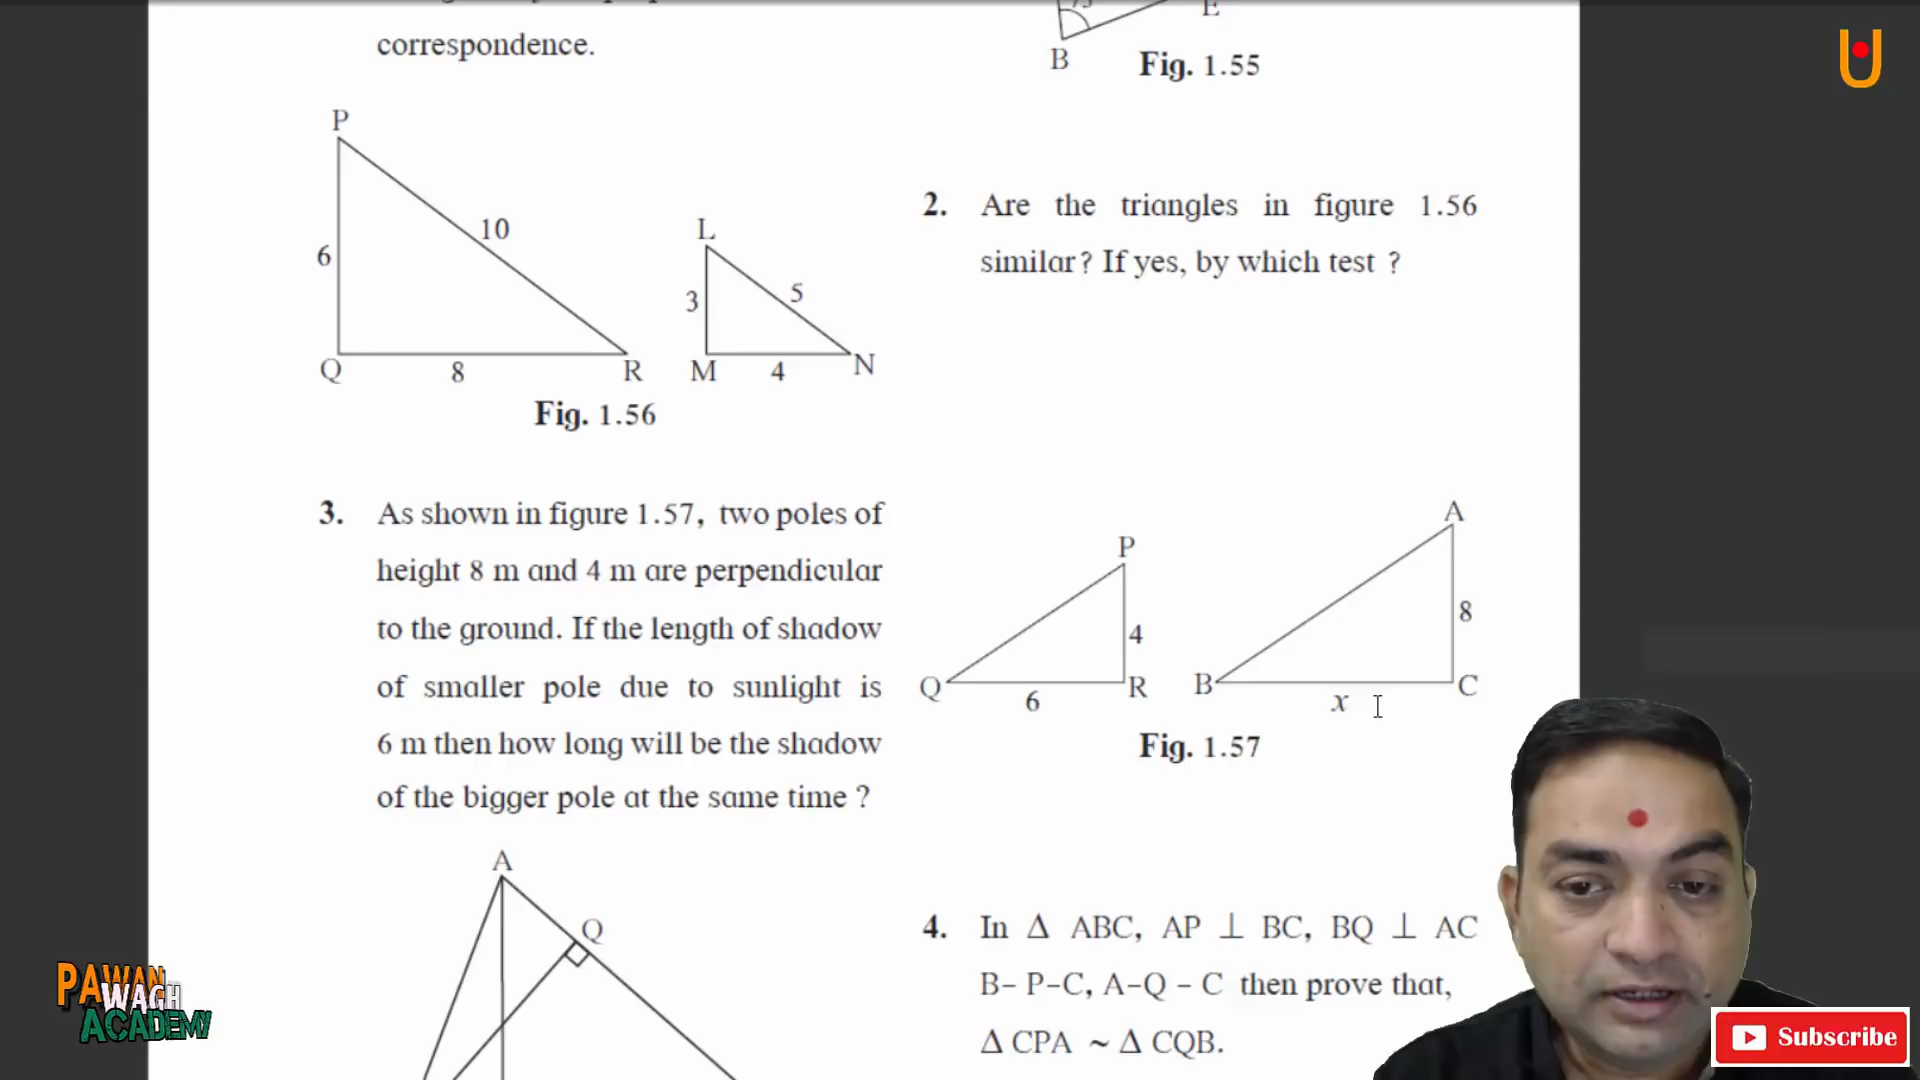 correspondence.
B
E
Fig. 1.55
P
6
10
Q
8
R
L
3
5
M
4
N
Fig. 1.56
2. Are the triangles in figure 1.56
similar? If yes, by which test ?
3. As shown in figure 1.57, two poles of
height 8 m and 4 m are perpendicular
to the ground. If the length of shadow
of smaller pole due to sunlight is
6 m then how long will be the shadow
of the bigger pole at the same time ?
P
4
Q
6
R
A
8
B
x
C
Fig. 1.57
A
Q
4. In Δ ABC, AP ⊥ BC, BQ ⊥ AC
B- P-C, A-Q - C then prove that,
Δ CPA ~ Δ CQB.
PAWAN
WAGH
ACADEMY
Subscribe